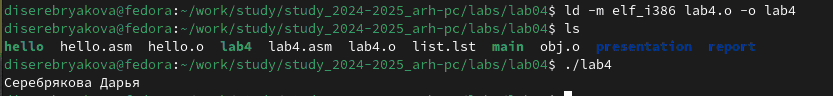 diserebryakova@fedora:~/work/study/study_2024-2025_arh-pc/labs/lab04$ ld -m elf_i386 lab4.o -o lab4
diserebryakova@fedora:~/work/study/study_2024-2025_arh-pc/labs/lab04$ ls
hello hello.asm hello.o lab4 lab4.asm lab4.o list.lst main obj.o presentation report
diserebryakova@fedora:~/work/study/study_2024-2025_arh-pc/labs/lab04$ ./lab4
Серебрякова Дарья